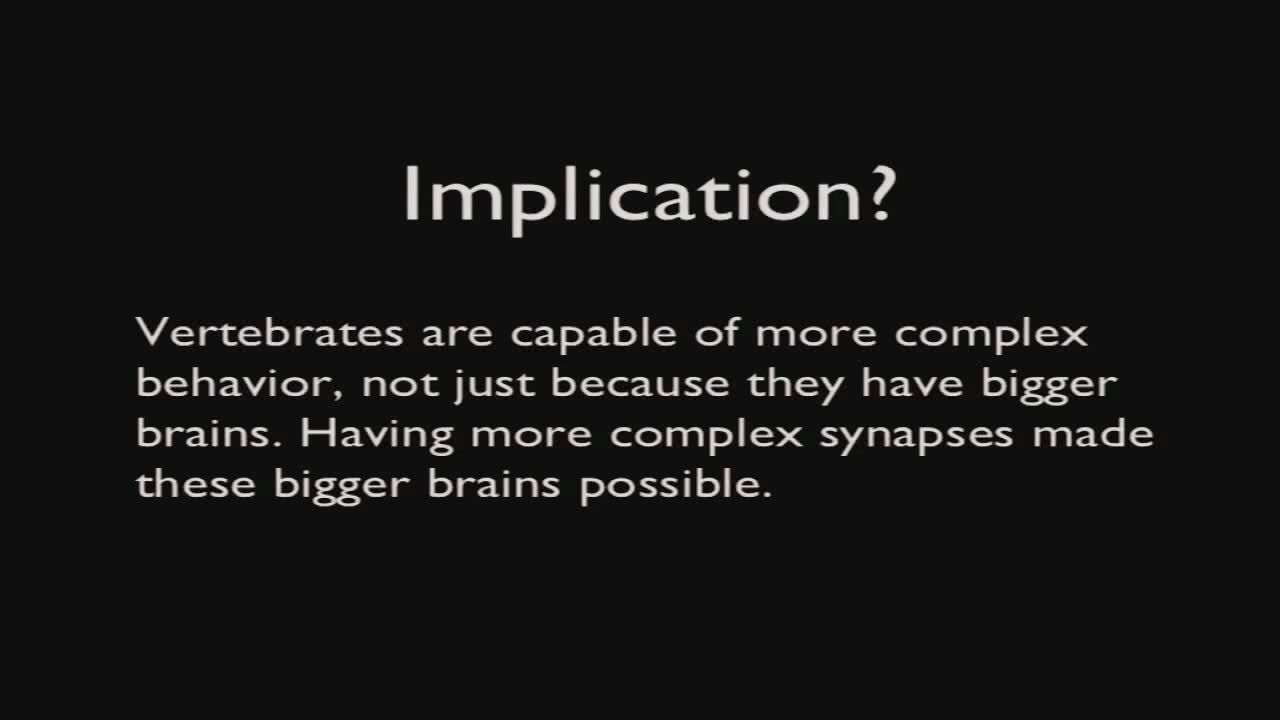 Implication?
Vertebrates are capable of more complex
behavior, not just because they have bigger
brains. Having more complex synapses made
these bigger brains possible.